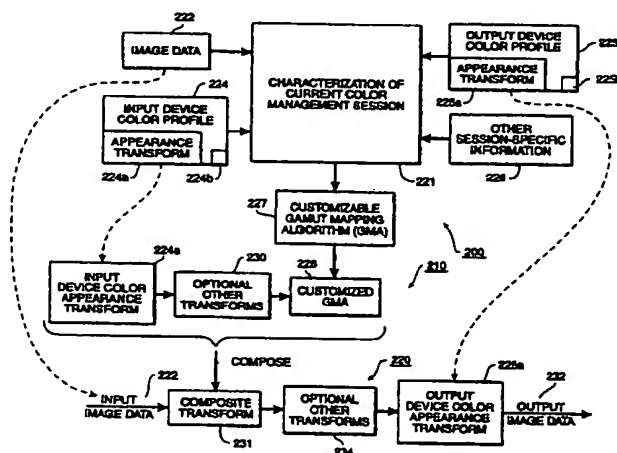 222
IMAGE DATA
224
INPUT DEVICE
COLOR PROFILE
APPEARANCE
TRANSFORM
224a
224b
CHARACTERIZATION OF
CURRENT COLOR
MANAGEMENT SESSION
221
OUTPUT DEVICE
COLOR PROFILE
APPEARANCE
TRANSFORM
225
225a
OTHER
SESSION-SPECIFIC
INFORMATION
226
227
CUSTOMIZABLE
GAMUT MAPPING
ALGORITHM (GMA)
200
210
224a
INPUT
DEVICE COLOR
APPEARANCE
TRANSFORM
230
OPTIONAL
OTHER
TRANSFORMS
228
CUSTOMIZED
GMA
COMPOSE
220
225a
INPUT
IMAGE DATA
222
COMPOSITE
TRANSFORM
231
OPTIONAL
OTHER
TRANSFORMS
OUTPUT
DEVICE COLOR
APPEARANCE
TRANSFORM
232
OUTPUT
IMAGE DATA